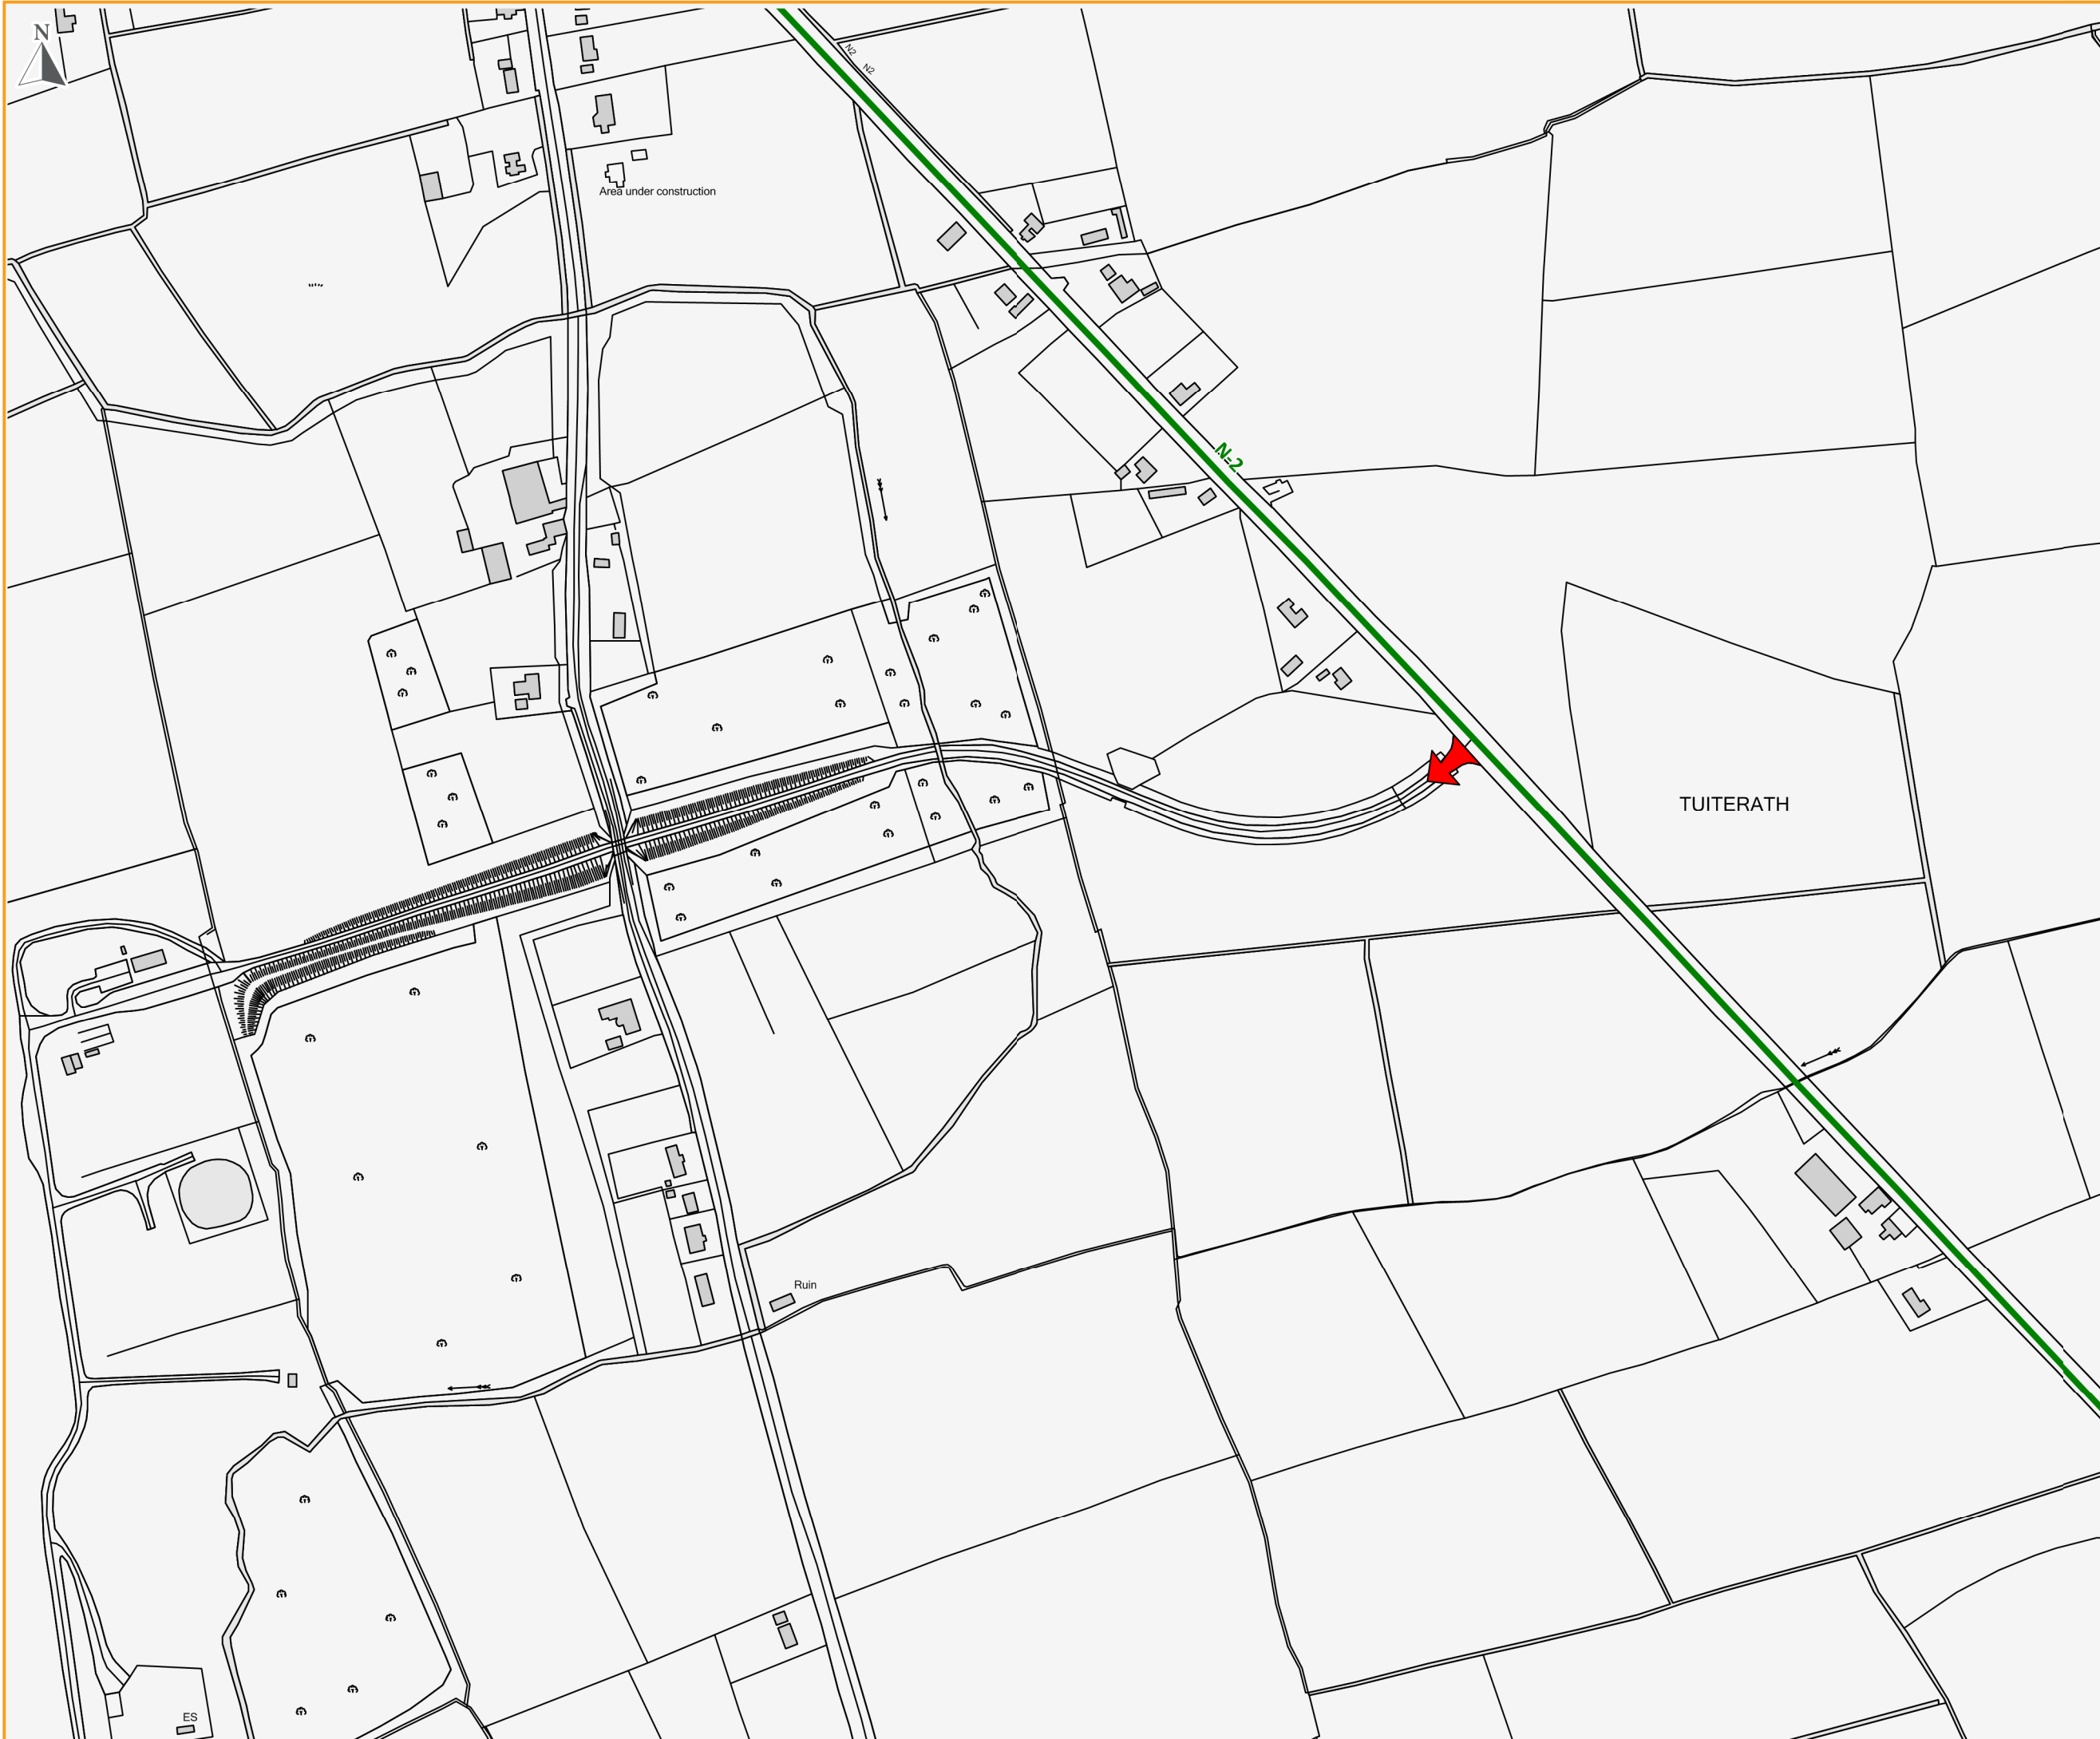 N
N2
N2
Area under construction
N-2
TUITERATH
Ruin
ES